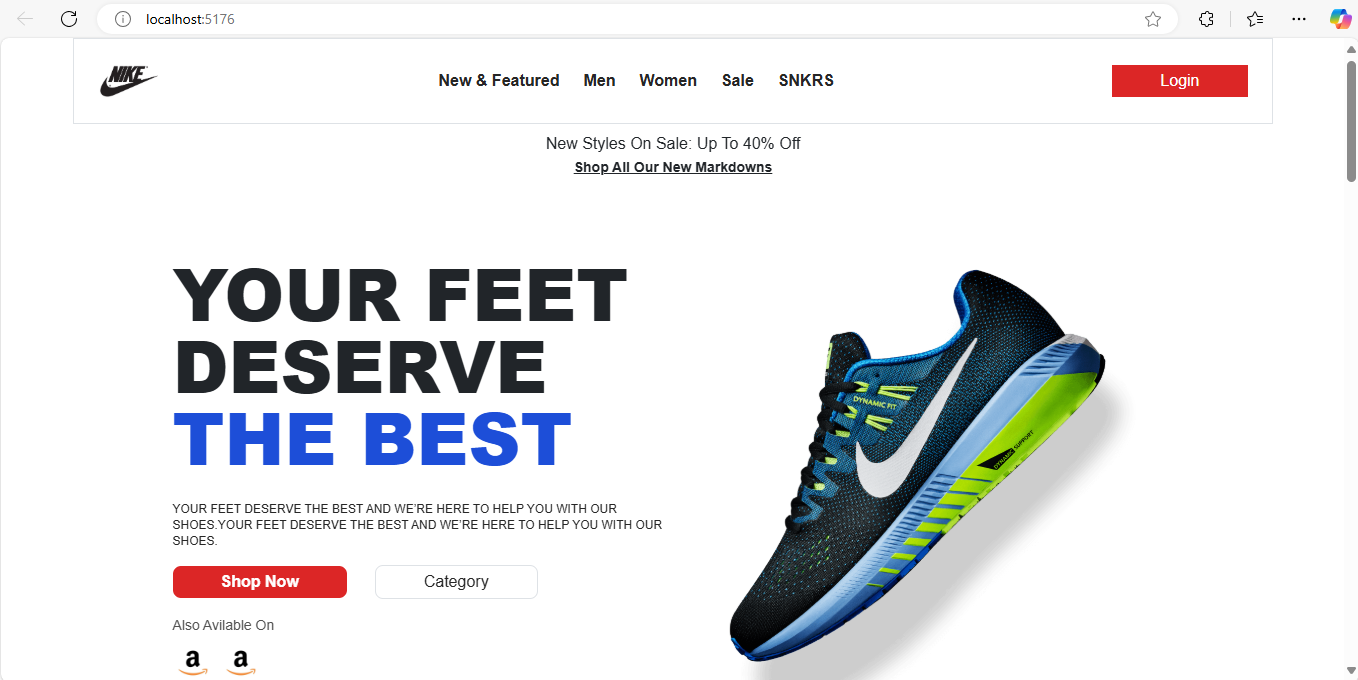 localhost:5176
NIKE
New & Featured Men Women Sale SNKRS
Login
New Styles On Sale: Up To 40% Off
Shop All Our New Markdowns
YOUR FEET
DESERVE
THE BEST
YOUR FEET DESERVE THE BEST AND WE'RE HERE TO HELP YOU WITH OUR
SHOES.YOUR FEET DESERVE THE BEST AND WE'RE HERE TO HELP YOU WITH OUR
SHOES.
Shop Now
Category
Also Avilable On
a a
DYNAMIC FIT
DYNAMIC SUPPORT